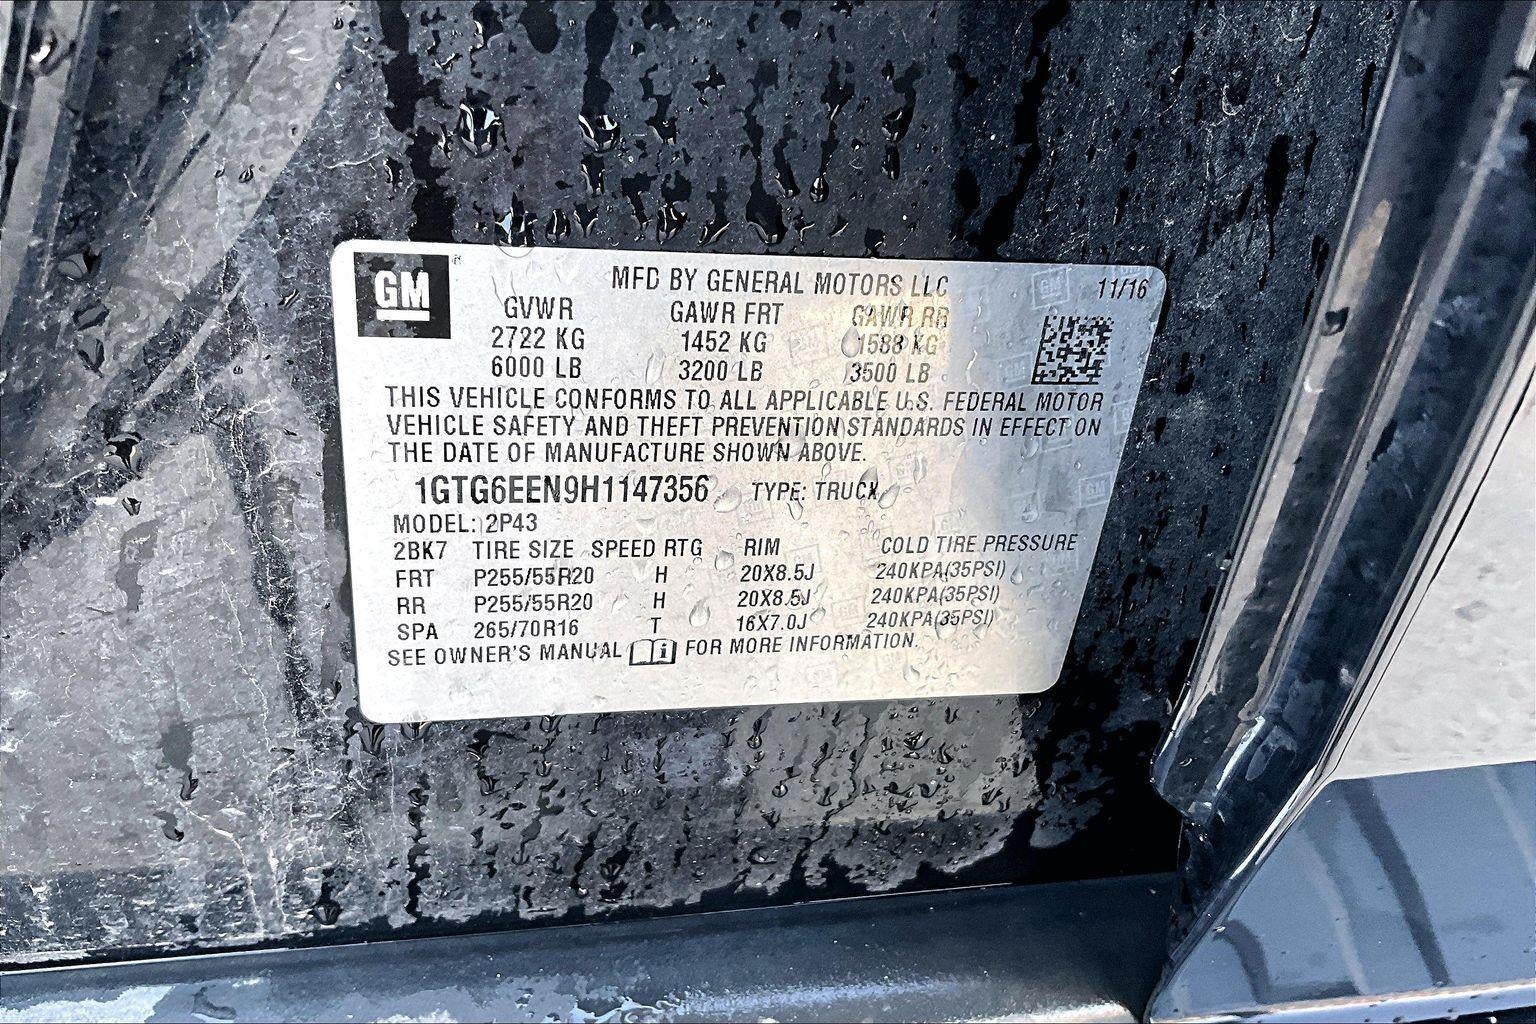 GM
MFD BY GENERAL MOTORS LLC 11/16
GVWR GAWR FRT GAWR RR
2722 KG 1452 KG 1588 KG
6000 LB 3200 LB 3500 LB
THIS VEHICLE CONFORMS TO ALL APPLICABLE U.S. FEDERAL MOTOR
VEHICLE SAFETY AND THEFT PREVENTION STANDARDS IN EFFECT ON
THE DATE OF MANUFACTURE SHOWN ABOVE.
1GTG6EEN9H1147356 TYPE: TRUCK
MODEL: 2P43
2BK7 TIRE SIZE SPEED RTG RIM COLD TIRE PRESSURE
FRT P255/55R20 H 20X8.5J 240KPA(35PSI)
RR P255/55R20 H 20X8.5J 240KPA(35PSI)
SPA 265/70R16 T 16X7.0J 240KPA(35PSI)
SEE OWNER'S MANUAL i FOR MORE INFORMATION.